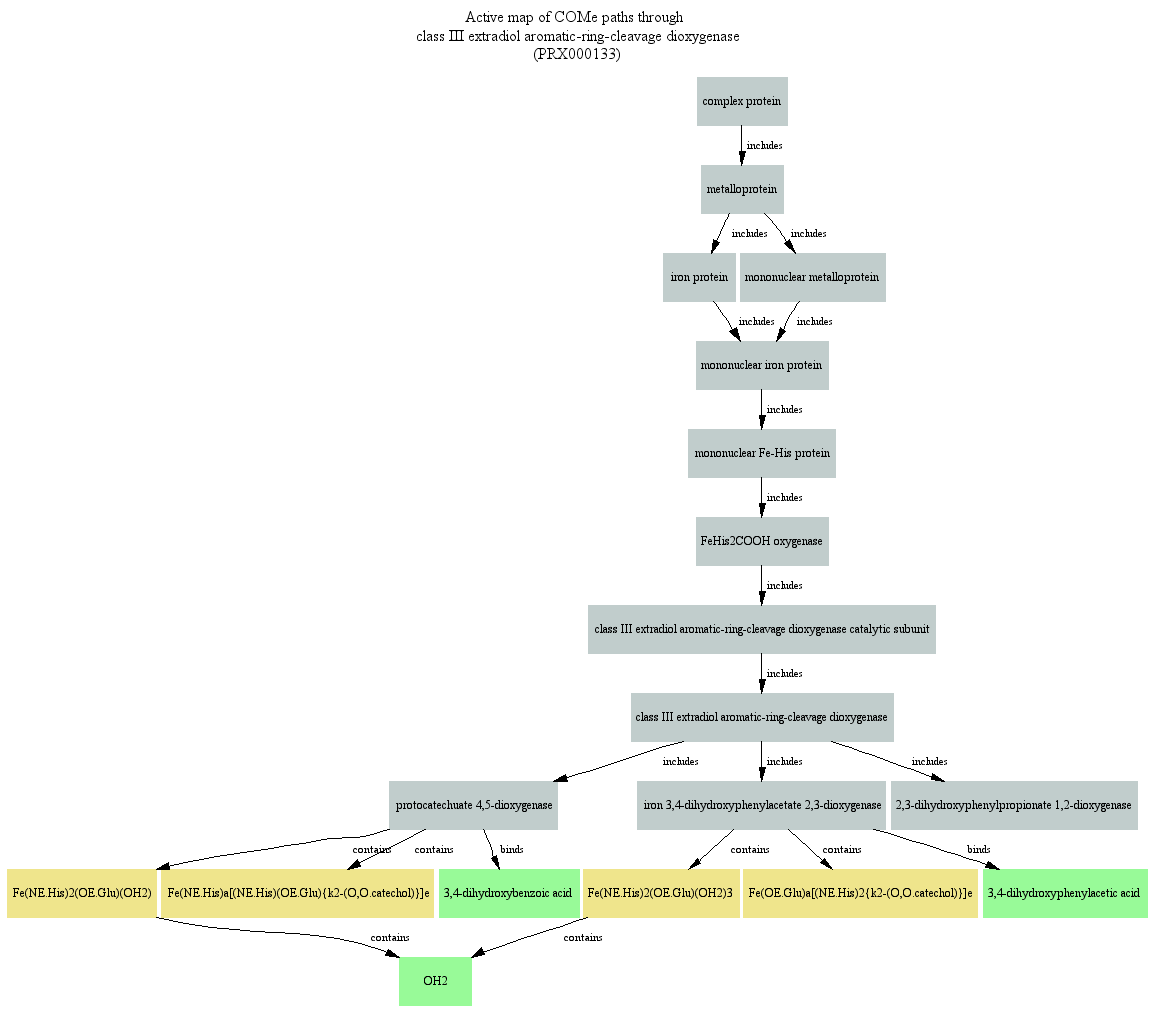 Active map of COMe paths through
class III extradiol aromatic-ring-cleavage dioxygenase
(PRX000133)
complex protein
includes
metalloprotein
includes
includes
iron protein
mononuclear metalloprotein
includes
includes
mononuclear iron protein
includes
mononuclear Fe-His protein
includes
FeHis2COOH oxygenase
includes
class III extradiol aromatic-ring-cleavage dioxygenase catalytic subunit
includes
class III extradiol aromatic-ring-cleavage dioxygenase
includes
includes
includes
protocatechuate 4,5-dioxygenase
iron 3,4-dihydroxyphenylacetate 2,3-dioxygenase
2,3-dihydroxyphenylpropionate 1,2-dioxygenase
contains
contains
binds
contains
contains
binds
Fe(NE.His)2(OE.Glu)(OH2)
Fe(NE.His)a[(NE.His)(OE.Glu){k2-(O,O.catechol)}]e
3,4-dihydroxybenzoic acid
Fe(NE.His)2(OE.Glu)(OH2)3
Fe(OE.Glu)a[(NE.His)2{k2-(O,O.catechol)}]e
3,4-dihydroxyphenylacetic acid
contains
contains
OH2